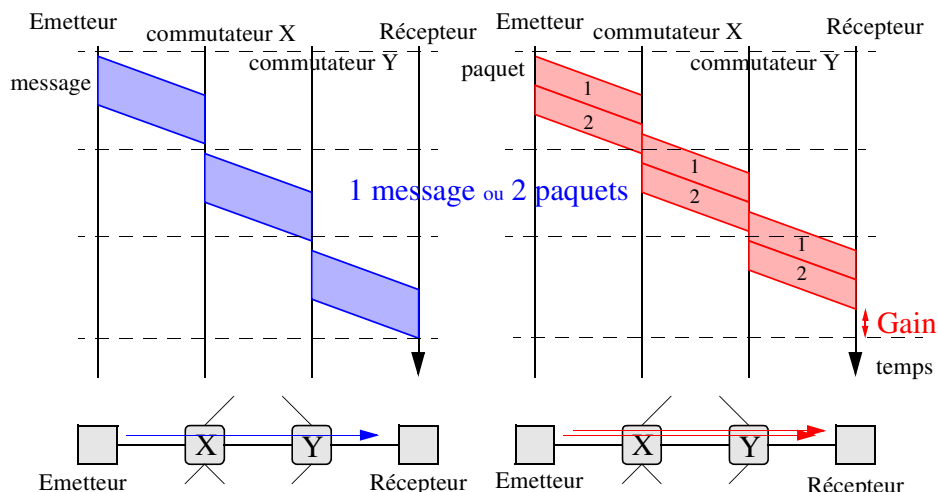 Emetteur
commutateur X
Récepteur
commutateur Y
message
Emetteur
commutateur X
Récepteur
commutateur Y
paquet
1
2
1
2
1
2
1 message ou 2 paquets
Gain
temps
X
Y
Emetteur
Récepteur
X
Y
Emetteur
Récepteur